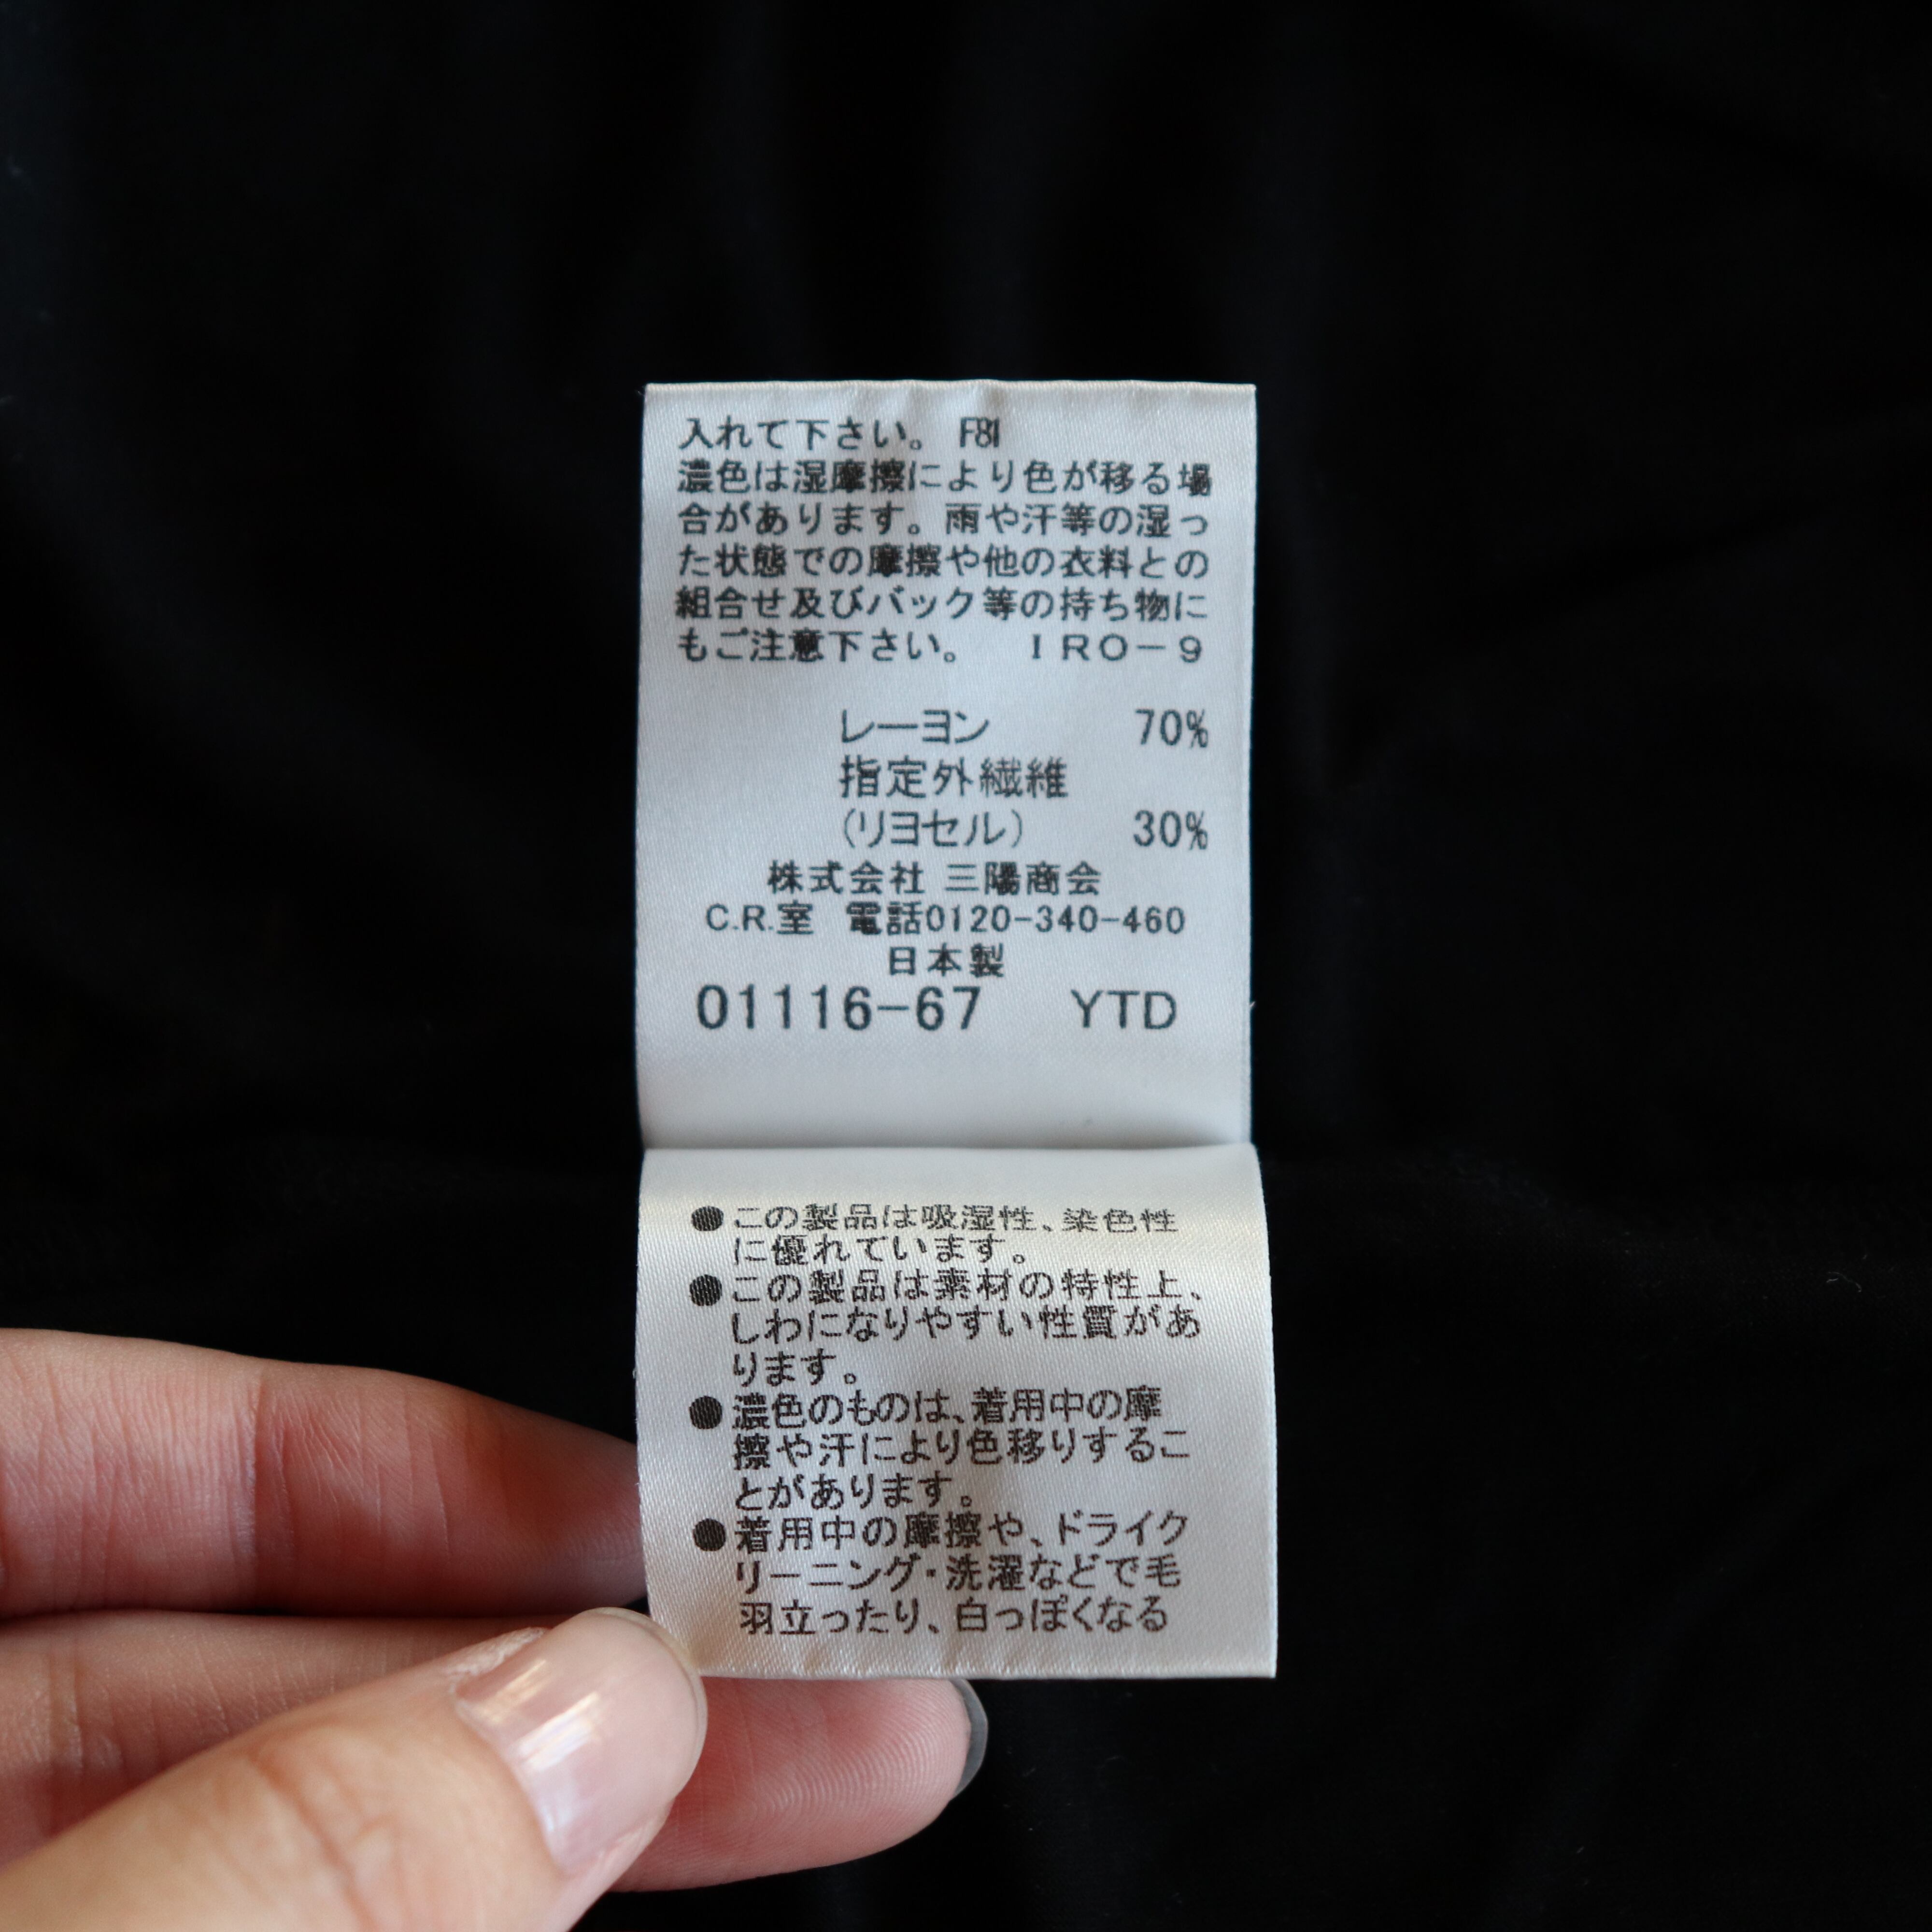 入れて下さい。 F81
濃色は湿摩擦により色が移る場
合があります。雨や汗等の湿っ
た状態での摩擦や他の衣料との
組合せ及びバック等の持ち物に
もご注意下さい。 IRO-9
レーヨン 70%
指定外繊維
(リヨセル) 30%
株式会社 三陽商会
C.R.室 電話0120-340-460
日本製
01116-67 YTD
●この製品は吸湿性、染色性
に優れています。
●この製品は素材の特性上、
しわになりやすい性質があ
ります。
●濃色のものは、着用中の摩
擦や汗により色移りするこ
とがあります。
●着用中の摩擦や、ドライク
リーニング・洗濯などで毛
羽立ったり、白っぽくなる